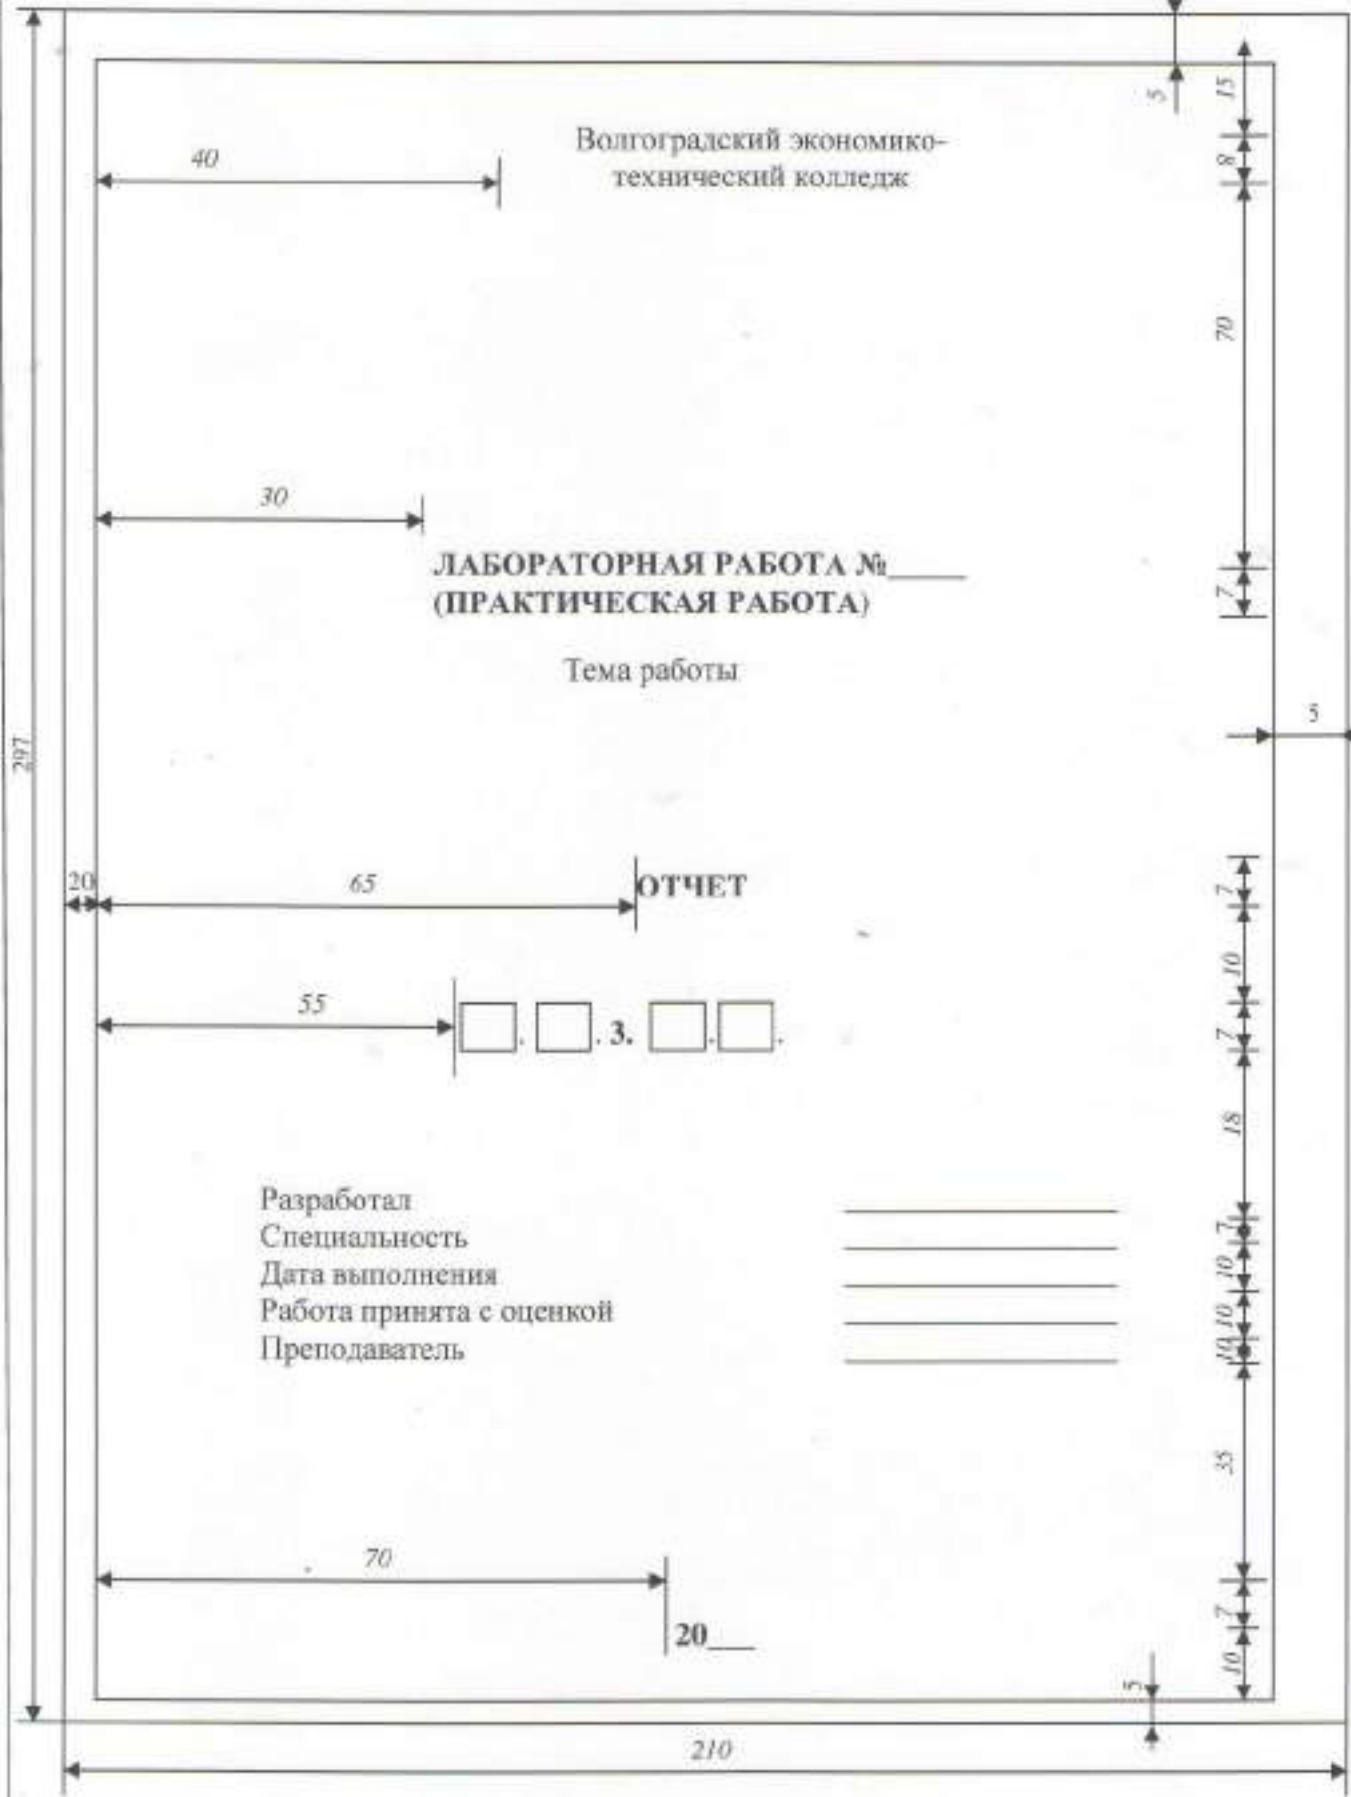 5
15
Волгоградский экономико-
технический колледж
40
8
70
30
ЛАБОРАТОРНАЯ РАБОТА №_____
(ПРАКТИЧЕСКАЯ РАБОТА)
7
Тема работы
5
297
20
65
ОТЧЕТ
7
10
55
. . 3. . .
7
18
Разработал
7
Специальность
10
Дата выполнения
10
Работа принята с оценкой
10
Преподаватель
35
70
7
20___
10
5
210